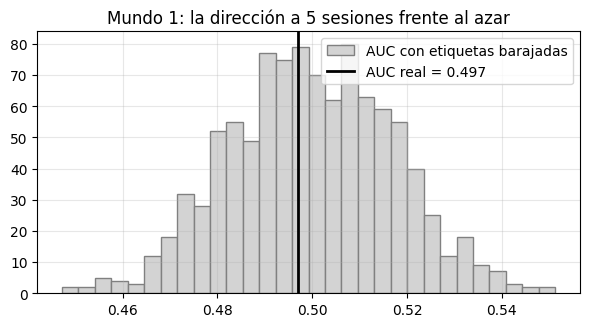 Mundo 1: la dirección a 5 sesiones frente al azar
AUC con etiquetas barajadas
AUC real = 0.497
80
70
60
50
40
30
20
10
0
0.46 0.48 0.50 0.52 0.54